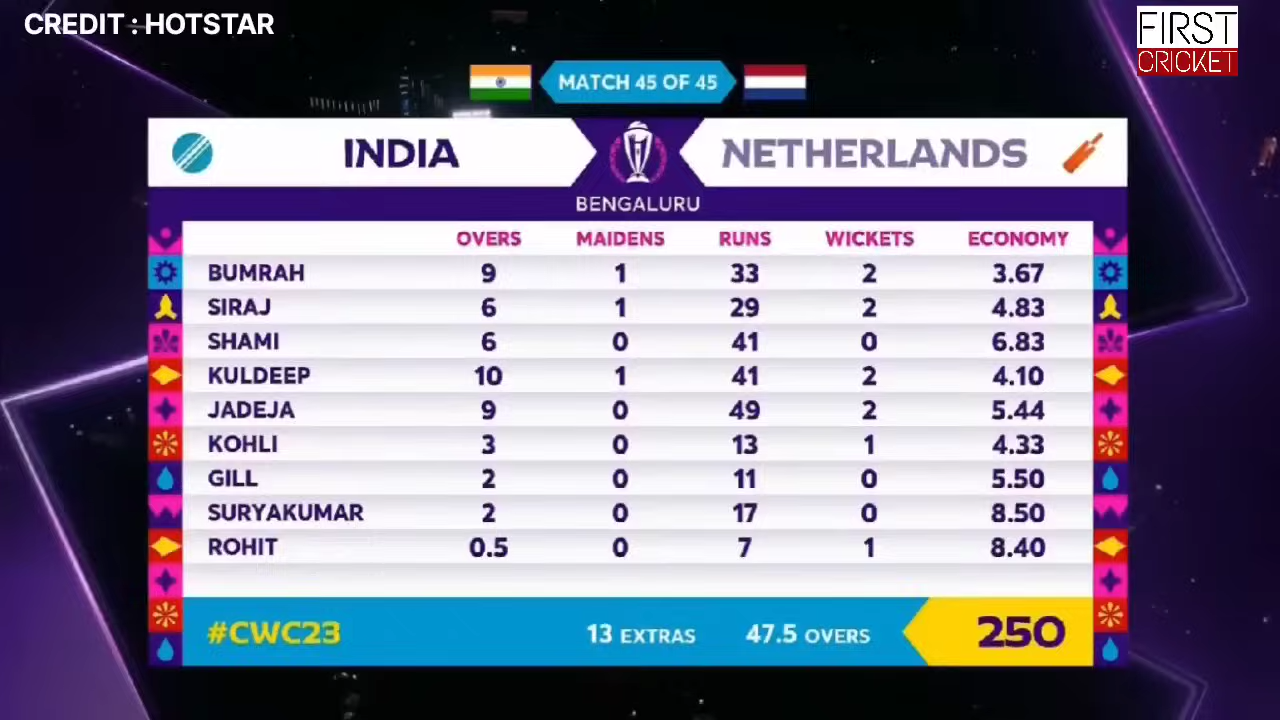 CREDIT : HOTSTAR
FIRST
CRICKET
MATCH 45 OF 45
INDIA NETHERLANDS
BENGALURU
OVERS MAIDENS RUNS WICKETS ECONOMY
BUMRAH 9 1 33 2 3.67
SIRAJ 6 1 29 2 4.83
SHAMI 6 0 41 0 6.83
KULDEEP 10 1 41 2 4.10
JADEJA 9 0 49 2 5.44
KOHLI 3 0 13 1 4.33
GILL 2 0 11 0 5.50
SURYAKUMAR 2 0 17 0 8.50
ROHIT 0.5 0 7 1 8.40
#CWC23 13 EXTRAS 47.5 OVERS 250